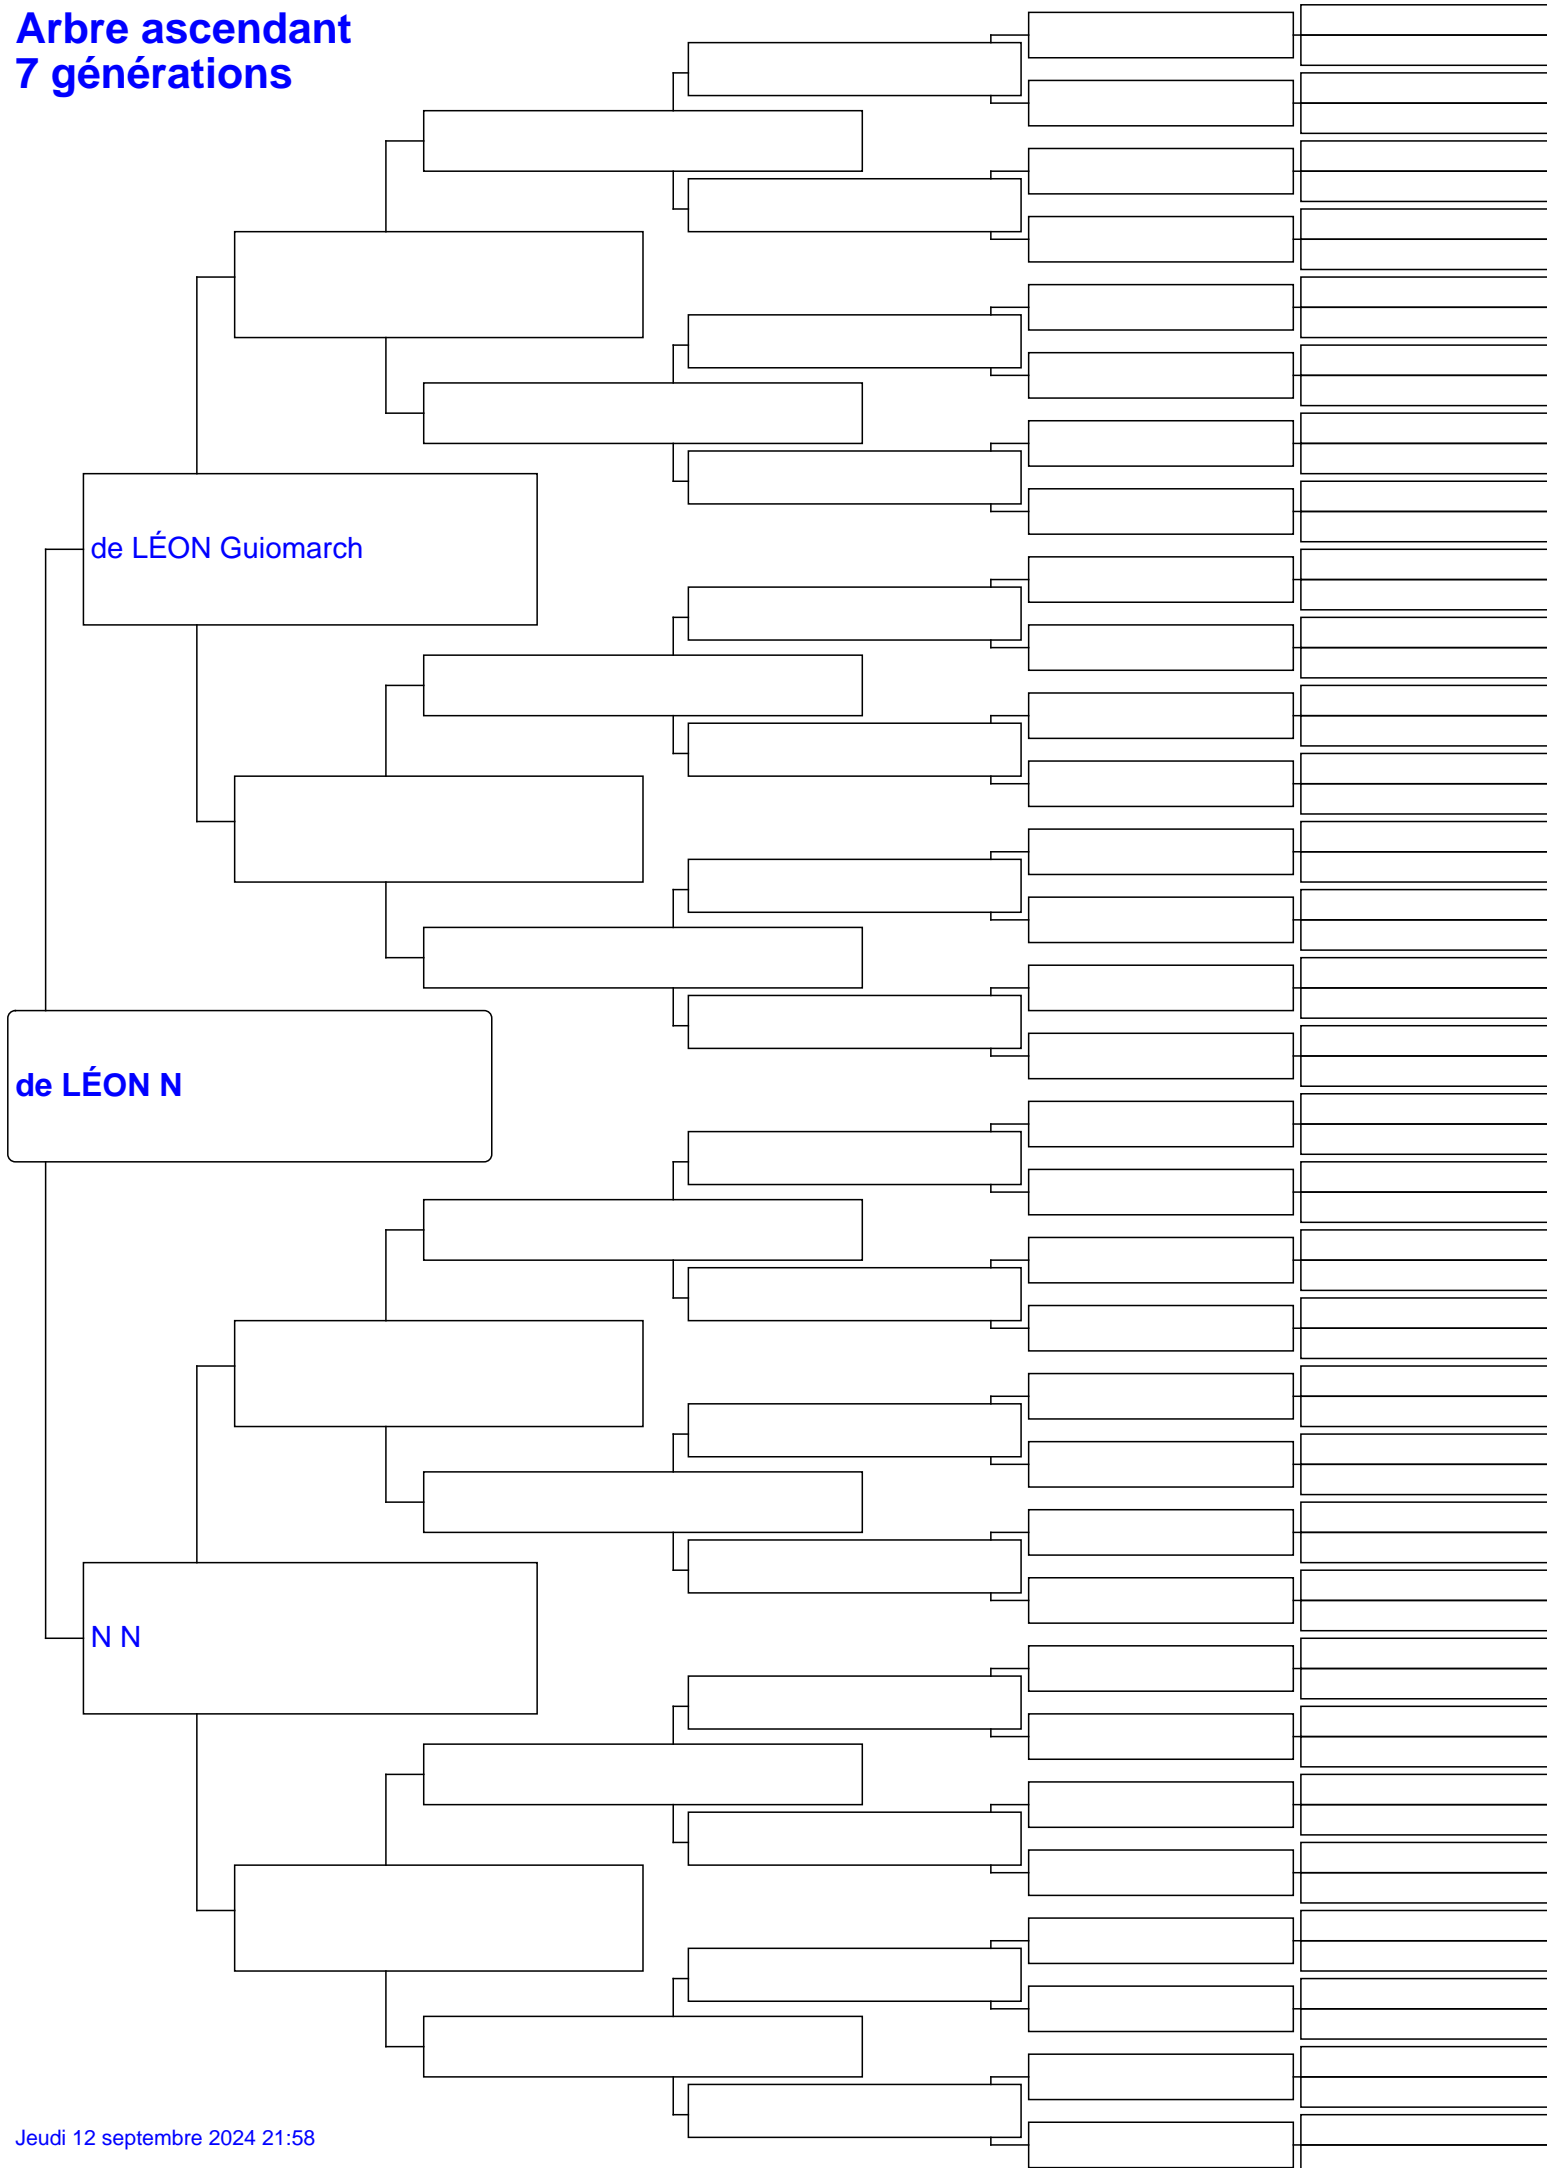 Arbre ascendant
7 générations
de LÉON Guiomarch
de LÉON N
N N
Jeudi 12 septembre 2024 21:58